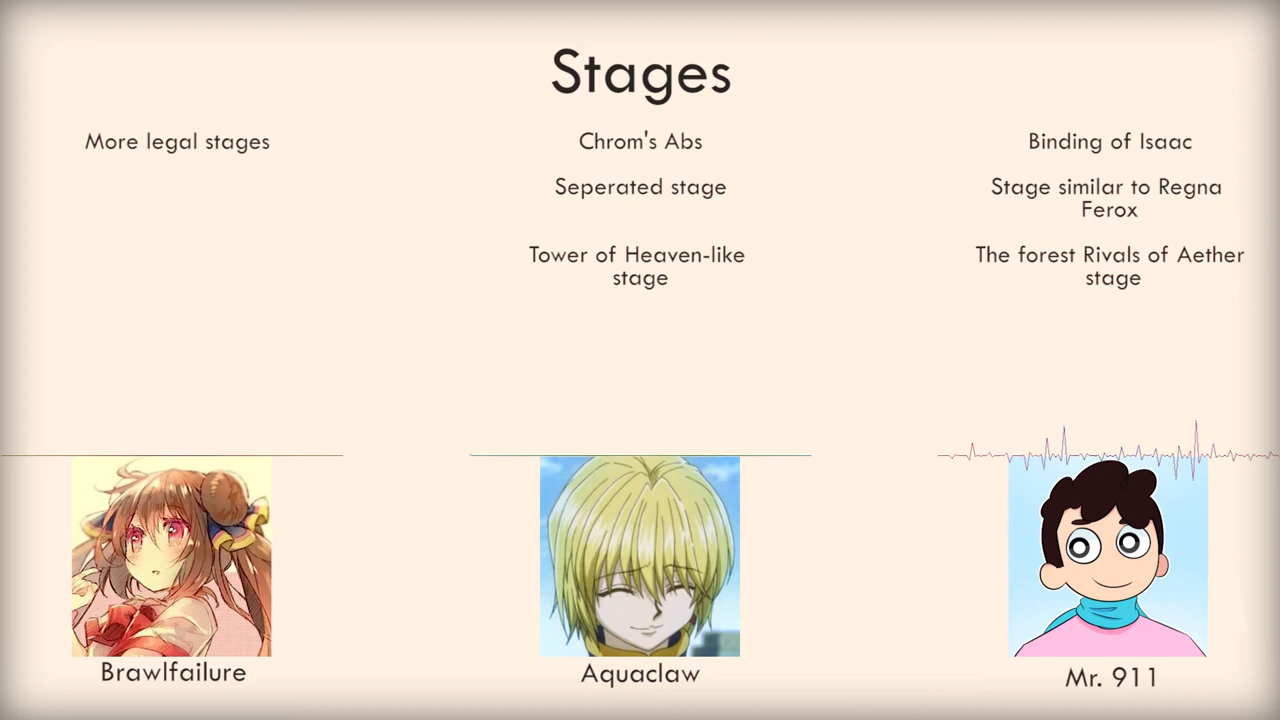 Stages
More legal stages
Chrom's Abs
Seperated stage
Tower of Heaven-like
stage
Binding of Isaac
Stage similar to Regna
Ferox
The forest Rivals of Aether
stage
Brawlfailure
Aquaclaw
Mr. 911